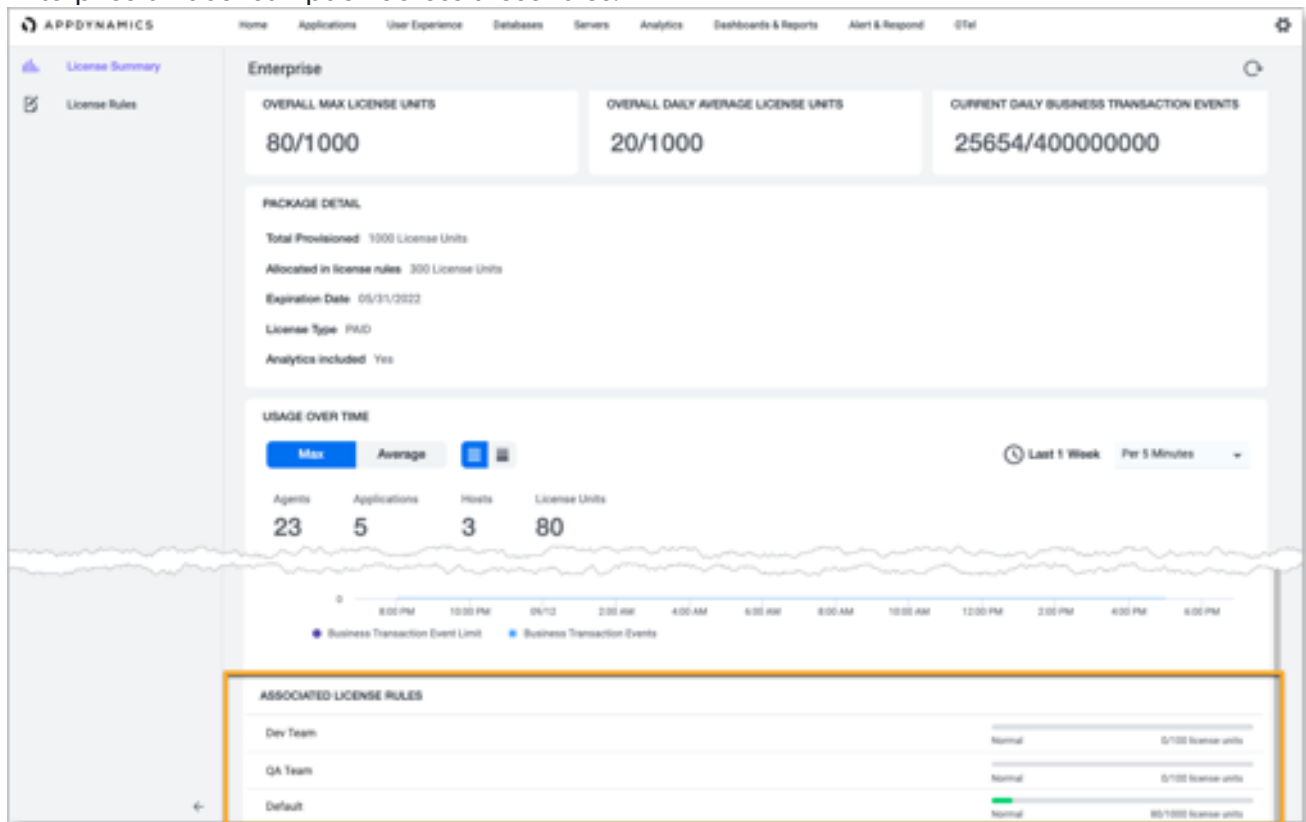 APPDYNAMICS
Home Applications User Experience Databases Servers Analytics Dashboards & Reports Alert & Respond OTel
License Summary
License Rules
Enterprise
OVERALL MAX LICENSE UNITS
80/1000
OVERALL DAILY AVERAGE LICENSE UNITS
20/1000
CURRENT DAILY BUSINESS TRANSACTION EVENTS
25654/400000000
PACKAGE DETAIL
Total Provisioned 1000 License Units
Allocated in license rules 300 License Units
Expiration Date 05/31/2022
License Type PAID
Analytics included Yes
USAGE OVER TIME
Max Average
Last 1 Week Per 5 Minutes
Agents Applications Hosts License Units
23 5 3 80
0
8:00 PM 10:00 PM 09/12 2:00 AM 4:00 AM 6:00 AM 8:00 AM 10:00 AM 12:00 PM 2:00 PM 4:00 PM 6:00 PM
Business Transaction Event Limit Business Transaction Events
ASSOCIATED LICENSE RULES
Dev Team
Normal 0/100 license units
QA Team
Normal 0/100 license units
Default
Normal 80/1000 license units